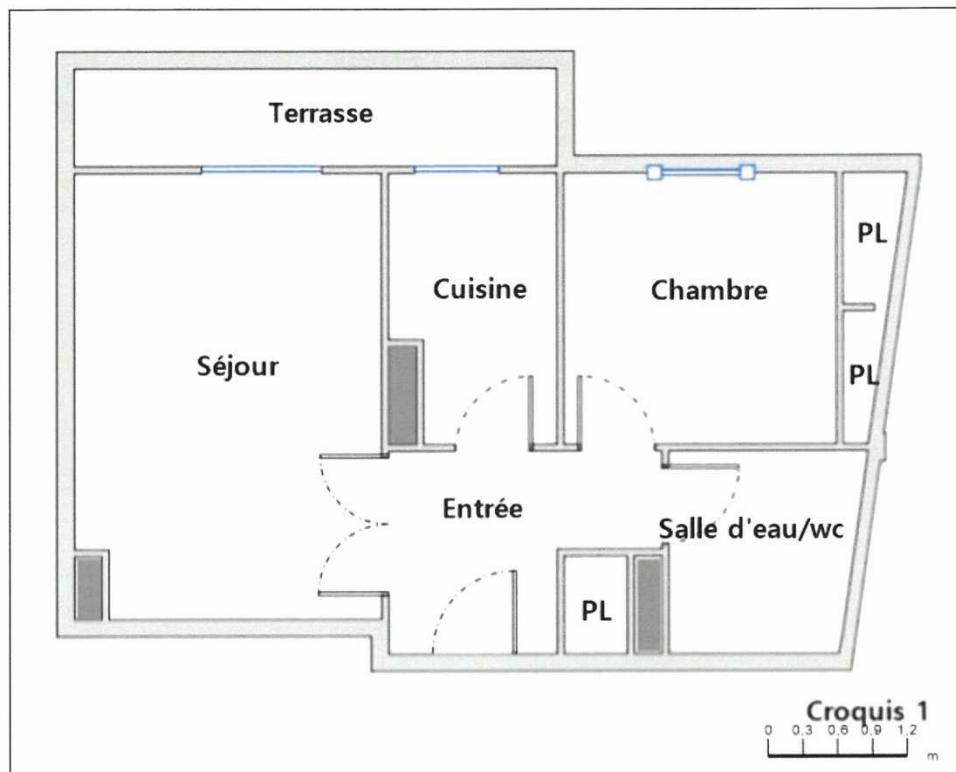 Terrasse
PL
Cuisine
Chambre
Séjour
PL
Entrée
Salle d'eau/wc
PL
Croquis 1
0 0.3 0.6 0.9 1.2
m